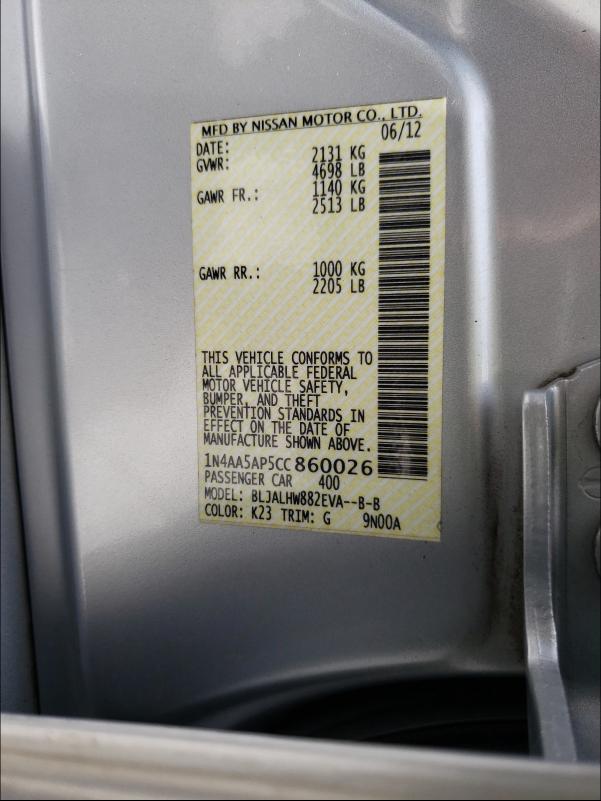 MFD BY NISSAN MOTOR CO., LTD.
DATE: 06/12
GVWR: 2131 KG
4698 LB
GAWR FR.: 1140 KG
2513 LB
GAWR RR.: 1000 KG
2205 LB
THIS VEHICLE CONFORMS TO
ALL APPLICABLE FEDERAL
MOTOR VEHICLE SAFETY,
BUMPER, AND THEFT
PREVENTION STANDARDS IN
EFFECT ON THE DATE OF
MANUFACTURE SHOWN ABOVE.
1N4AA5AP5CC860026
PASSENGER CAR 400
MODEL: BLJALHW882EVA--B-B
COLOR: K23 TRIM: G 9N00A